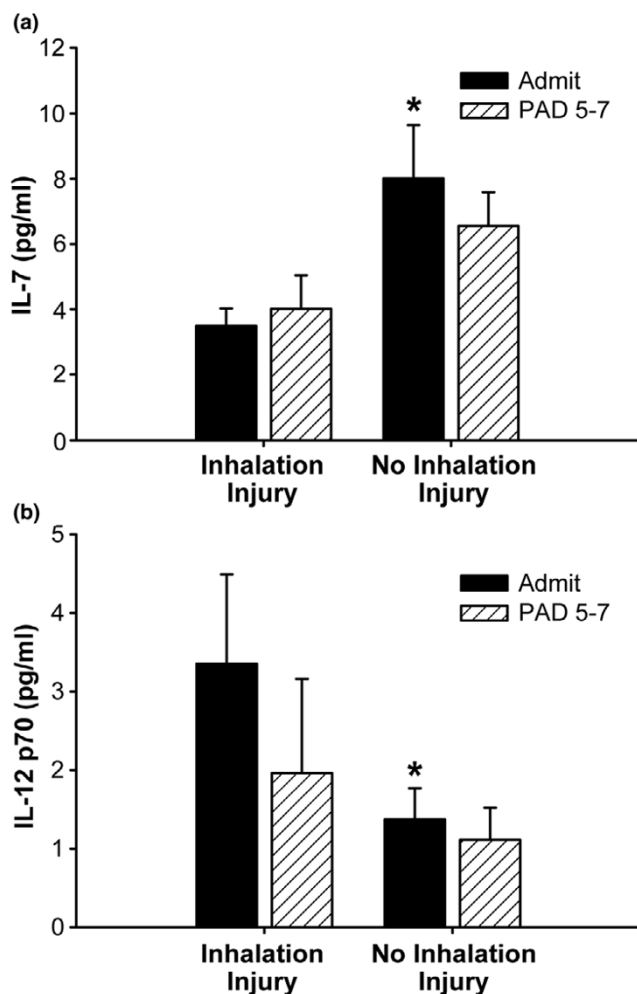 (a)
12
10
8
6
4
2
0
IL-7 (pg/ml)
Admit
PAD 5-7
*
Inhalation
Injury
No Inhalation
Injury
(b)
5
4
3
2
1
0
IL-12 p70 (pg/ml)
Admit
PAD 5-7
*
Inhalation
Injury
No Inhalation
Injury